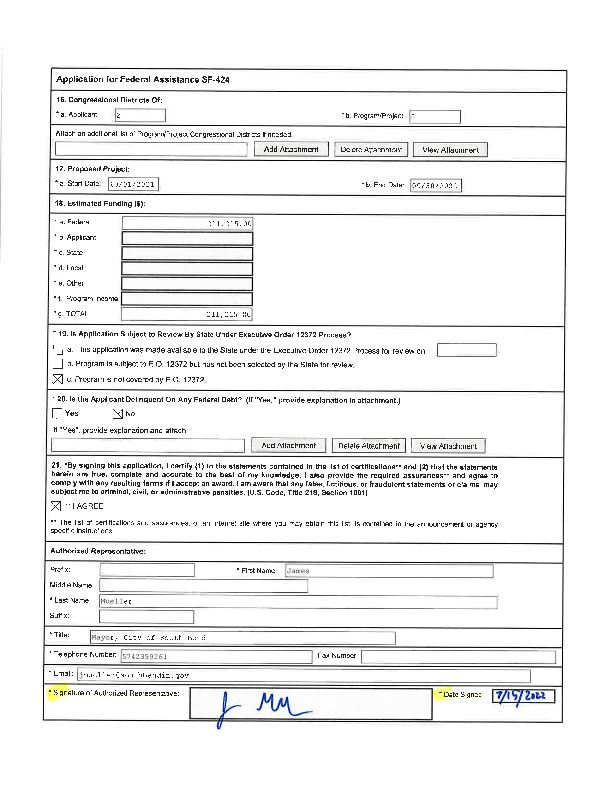 Application for Federal Assistance SF-424
16. Congressional Districts Of:
* a. Applicant 2 * b. Program/Project
Attach an additional list of Program/Project Congressional Districts if needed.
Add Attachment Delete Attachment View Attachment
17. Proposed Project:
* a. Start Date: * b. End Date:
18. Estimated Funding ($):
* a. Federal
* b. Applicant
* c. State
* d. Local
* e. Other
* f. Program Income
* g. TOTAL
* 19. Is Application Subject to Review By State Under Executive Order 12372 Process?
a. This application was made available to the State under the Executive Order 12372 Process for review on
b. Program is subject to E.O. 12372 but has not been selected by the State for review.
c. Program is not covered by E.O. 12372.
* 20. Is the Applicant Delinquent On Any Federal Debt? (If "Yes," provide explanation in attachment.)
Yes No
If "Yes", provide explanation and attach
Add Attachment Delete Attachment View Attachment
21. *By signing this application, I certify (1) to the statements contained in the list of certifications** and (2) that the statements
herein are true, complete and accurate to the best of my knowledge. I also provide the required assurances** and agree to
comply with any resulting terms if I accept an award. I am aware that any false, fictitious, or fraudulent statements or claims may
subject me to criminal, civil, or administrative penalties. (U.S. Code, Title 218, Section 1001)
** I AGREE
** The list of certifications and assurances, or an internet site where you may obtain this list, is contained in the announcement or agency
specific instructions.
Authorized Representative:
Prefix: * First Name: James
Middle Name:
* Last Name: Mueller
Suffix:
* Title: Mayor, City of South Bend
* Telephone Number: 5742359261 Fax Number:
* Email: jmueller@southbendin.gov
* Signature of Authorized Representative: * Date Signed: 7/15/2022